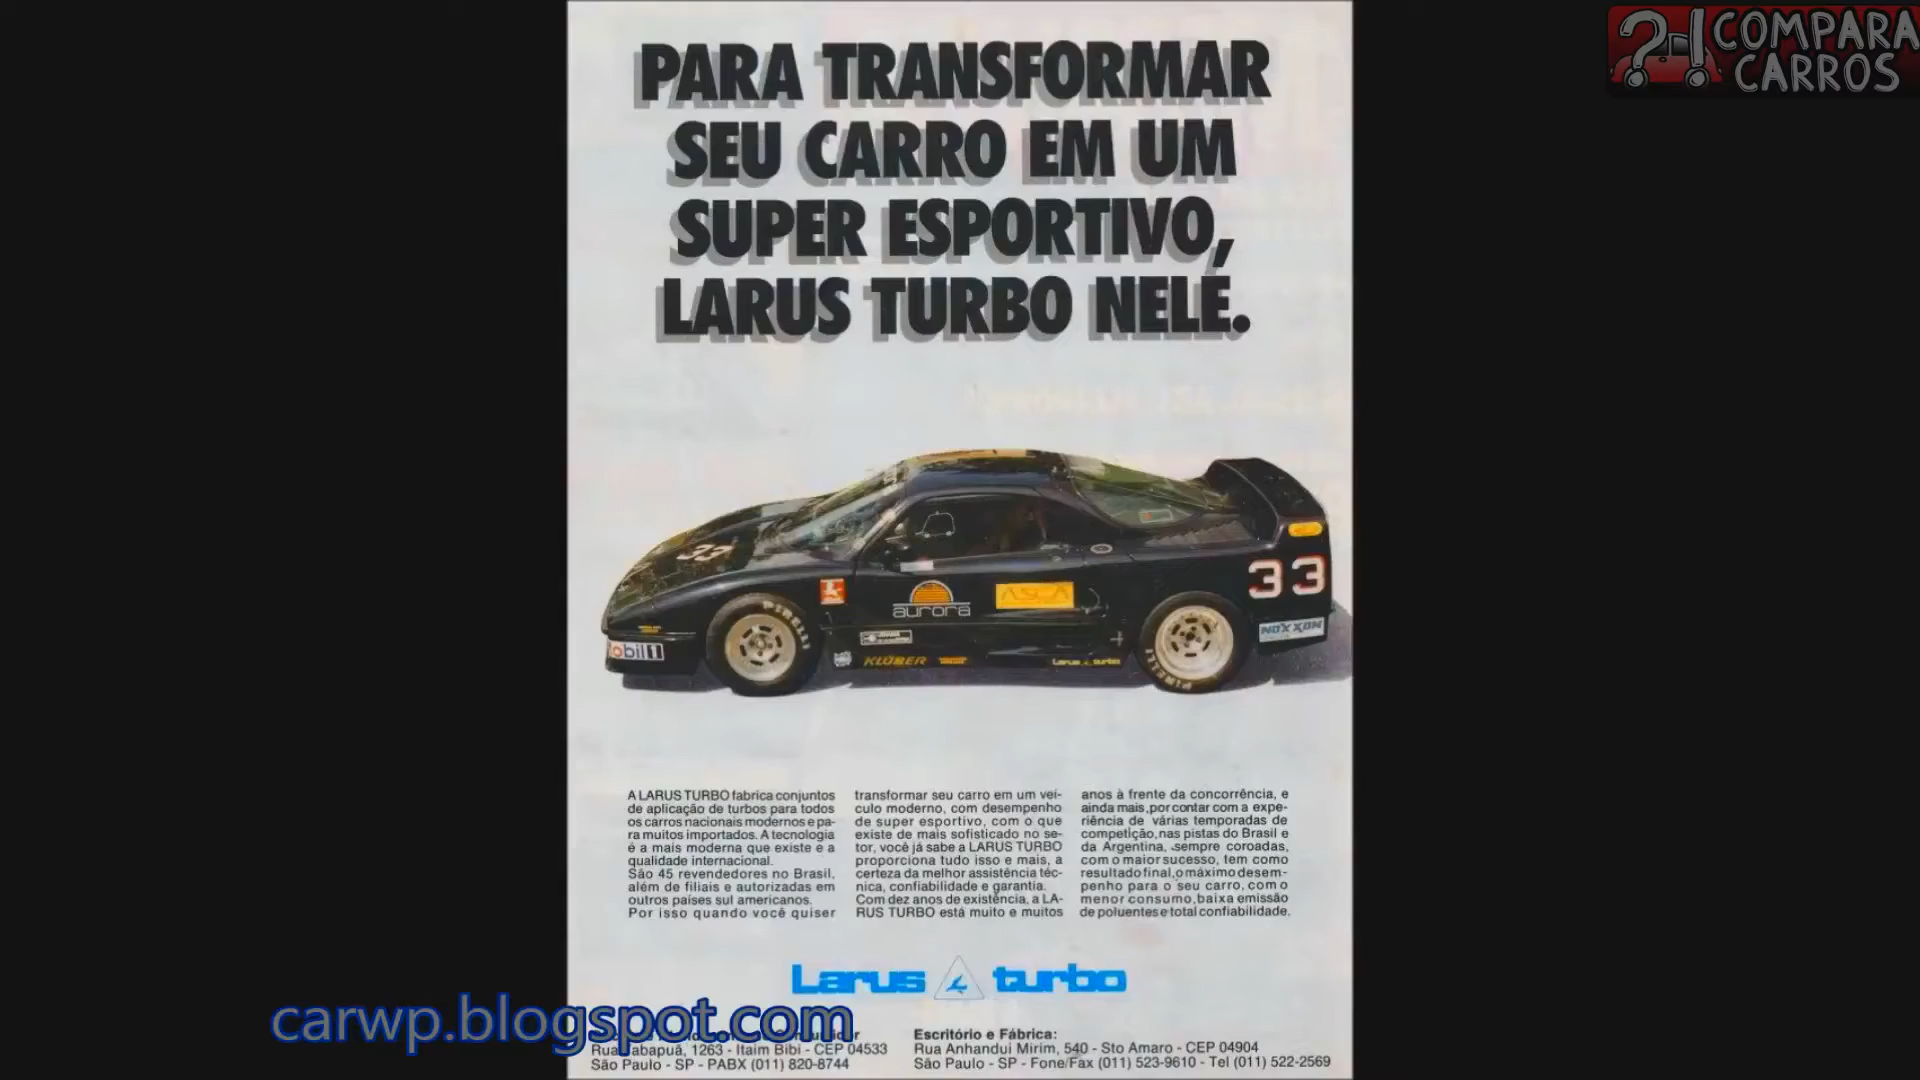 COMPARA
CARROS
PARA TRANSFORMAR
SEU CARRO EM UM
SUPER ESPORTIVO,
LARUS TURBO NELE.
33
33
aurora
ASCA
NOXXON
obil 1
KLÜBER
Larus turbo
PIRELLI
PIRELLI
A LARUS TURBO fabrica conjuntos
de aplicação de turbos para todos
os carros nacionais modernos e pa-
ra muitos importados. A tecnologia
é a mais moderna que existe e a
qualidade internacional.
São 45 revendedores no Brasil,
além de filiais e autorizadas em
outros países sul americanos.
Por isso quando você quiser
transformar seu carro em um veí-
culo moderno, com desempenho
de super esportivo, com o que
existe de mais sofisticado no se-
tor, você já sabe a LARUS TURBO
proporciona tudo isso e mais, a
certeza da melhor assistência téc-
nica, confiabilidade e garantia.
Com dez anos de existência, a LA-
RUS TURBO está muito e muitos
anos à frente da concorrência, e
ainda mais, por contar com a expe-
riência de várias temporadas de
competição, nas pistas do Brasil e
da Argentina, sempre coroadas,
com o maior sucesso, tem como
resultado final, o máximo desem-
penho para o seu carro, com o
menor consumo, baixa emissão
de poluentes e total confiabilidade.
Larus turbo
carwp.blogspot.com
Rua Tabapuã, 1263 - Itaim Bibi - CEP 04533
São Paulo - SP - PABX (011) 820-8744
Escritório e Fábrica:
Rua Anhandui Mirim, 540 - Sto Amaro - CEP 04904
São Paulo - SP - Fone/Fax (011) 523-9610 - Tel (011) 522-2569